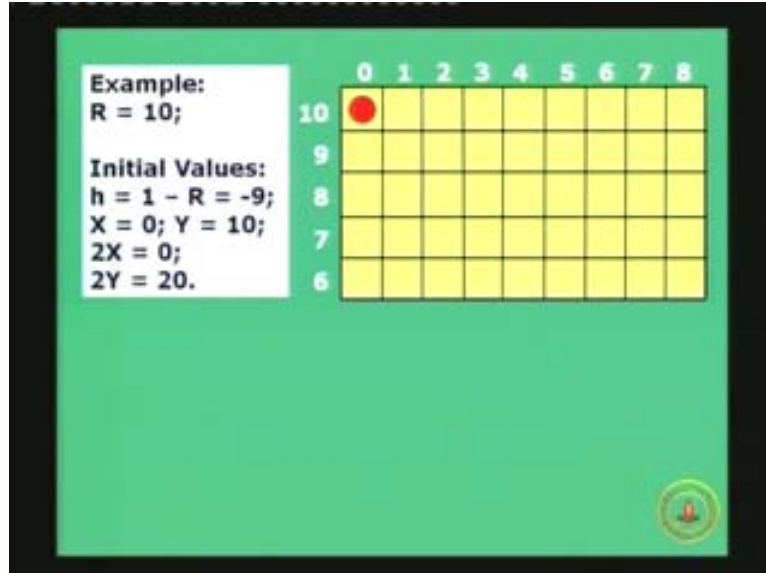 Example:
R = 10;
Initial Values:
h = 1 – R = -9;
X = 0; Y = 10;
2X = 0;
2Y = 20.
0 1 2 3 4 5 6 7 8
10
9
8
7
6